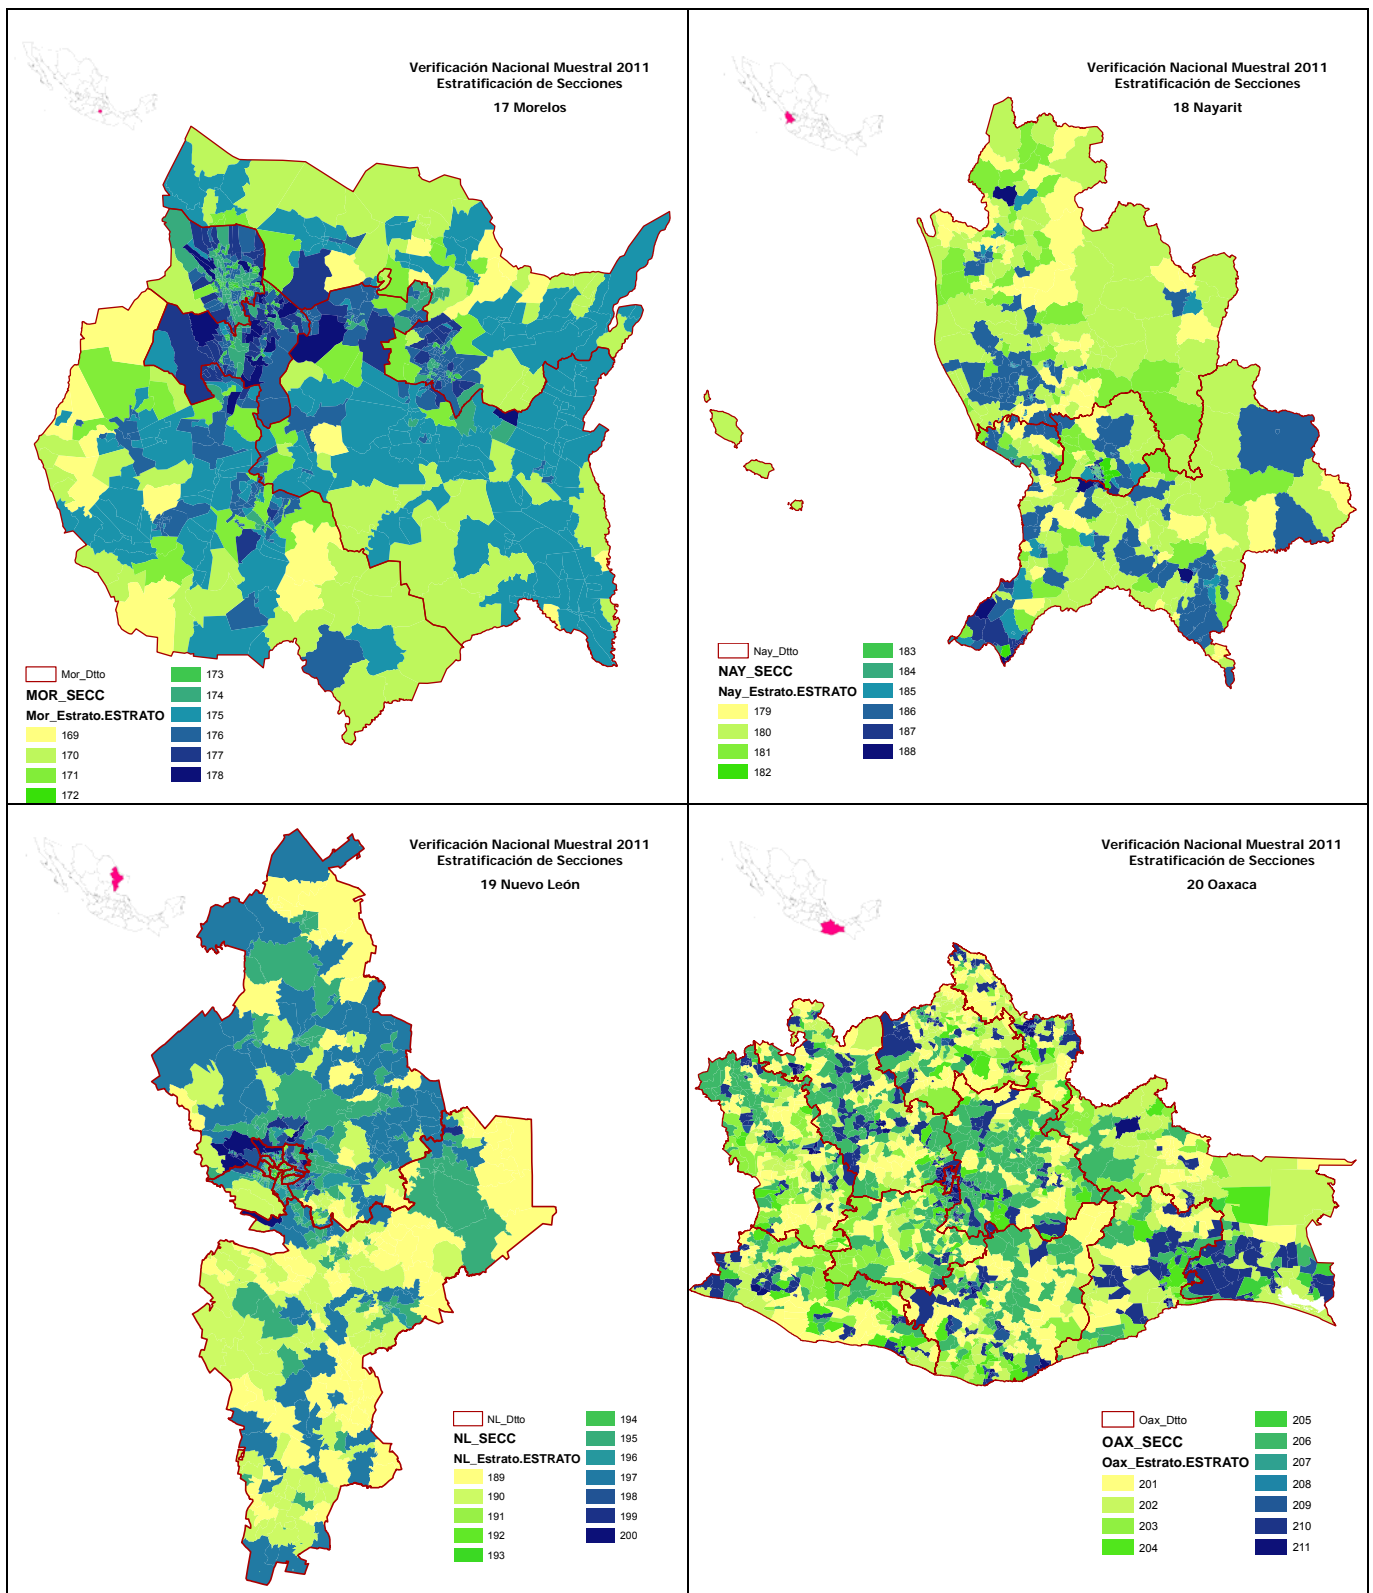 Verificación Nacional Muestral 2011
Estratificación de Secciones
17 Morelos
Mor_Dtto
MOR_SECC
Mor_Estrato.ESTRATO
169
170
171
172
173
174
175
176
177
178
Verificación Nacional Muestral 2011
Estratificación de Secciones
18 Nayarit
Nay_Dtto
NAY_SECC
Nay_Estrato.ESTRATO
179
180
181
182
183
184
185
186
187
188
Verificación Nacional Muestral 2011
Estratificación de Secciones
19 Nuevo León
NL_Dtto
NL_SECC
NL_Estrato.ESTRATO
189
190
191
192
193
194
195
196
197
198
199
200
Verificación Nacional Muestral 2011
Estratificación de Secciones
20 Oaxaca
Oax_Dtto
OAX_SECC
Oax_Estrato.ESTRATO
201
202
203
204
205
206
207
208
209
210
211